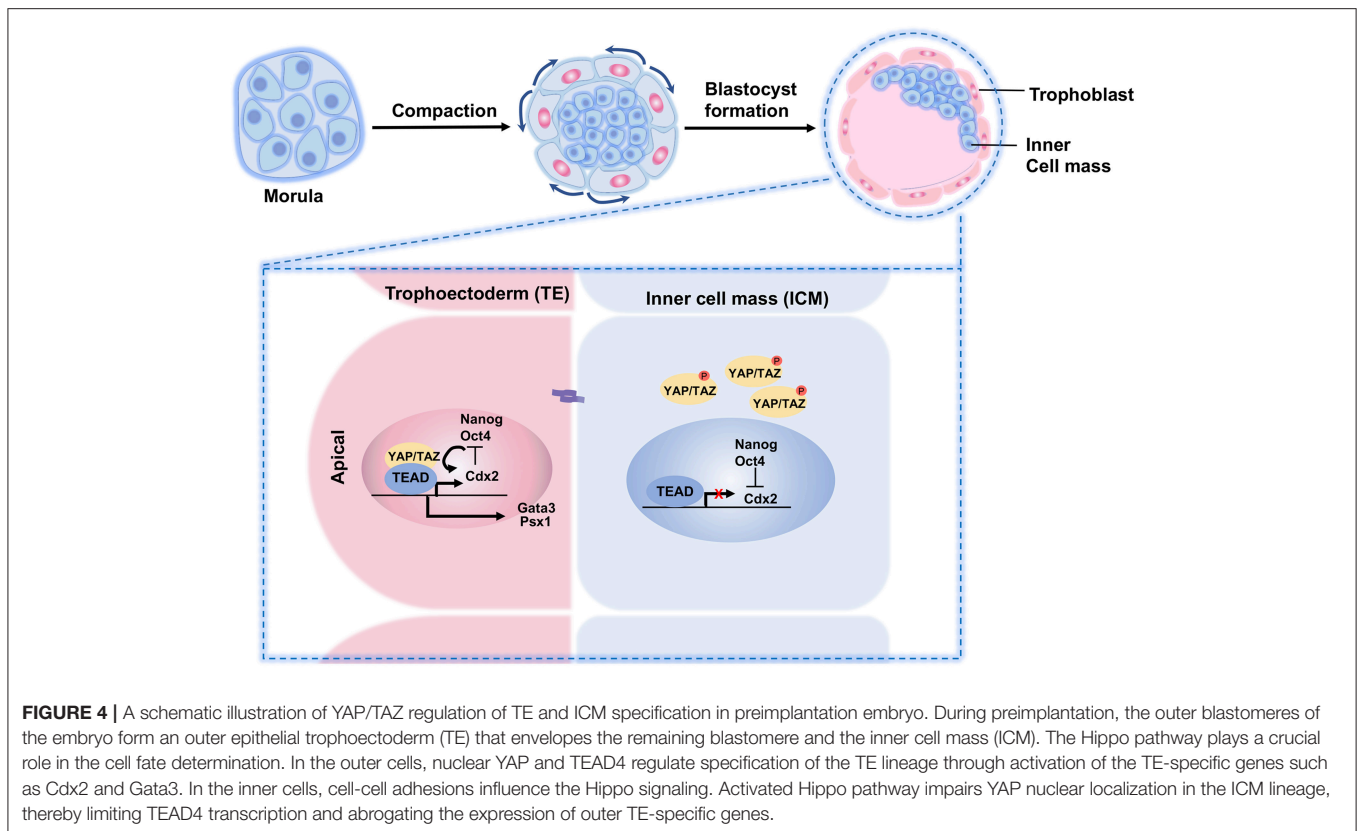 Morula
Compaction
Blastocyst
formation
Trophoblast
Inner
Cell mass
Trophoectoderm (TE)
Inner cell mass (ICM)
Apical
Nanog
Oct4
YAP/TAZ
TEAD
Cdx2
Gata3
Psx1
P
YAP/TAZ
P
YAP/TAZ
P
YAP/TAZ
Nanog
Oct4
TEAD
X
Cdx2
FIGURE 4 | A schematic illustration of YAP/TAZ regulation of TE and ICM specification in preimplantation embryo. During preimplantation, the outer blastomeres of
the embryo form an outer epithelial trophoectoderm (TE) that envelopes the remaining blastomere and the inner cell mass (ICM). The Hippo pathway plays a crucial
role in the cell fate determination. In the outer cells, nuclear YAP and TEAD4 regulate specification of the TE lineage through activation of the TE-specific genes such
as Cdx2 and Gata3. In the inner cells, cell-cell adhesions influence the Hippo signaling. Activated Hippo pathway impairs YAP nuclear localization in the ICM lineage,
thereby limiting TEAD4 transcription and abrogating the expression of outer TE-specific genes.